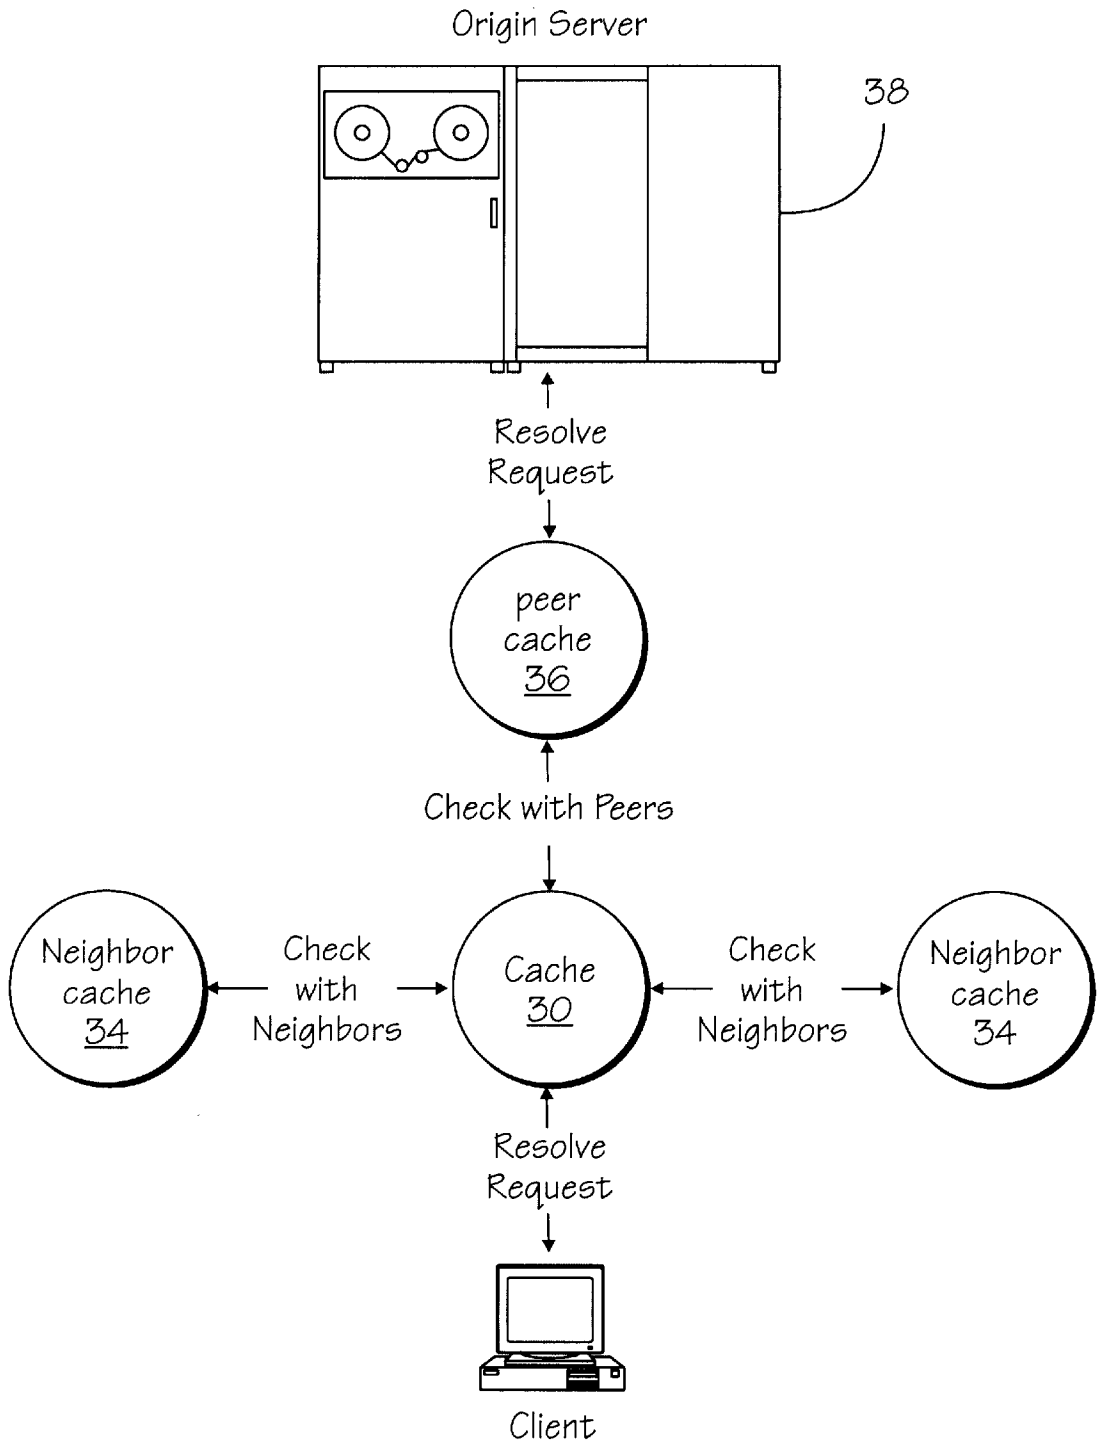 Origin Server
38
Resolve
Request
peer
cache
36
Check with Peers
Neighbor
cache
34
Check
with
Neighbors
Cache
30
Check
with
Neighbors
Neighbor
cache
34
Resolve
Request
Client